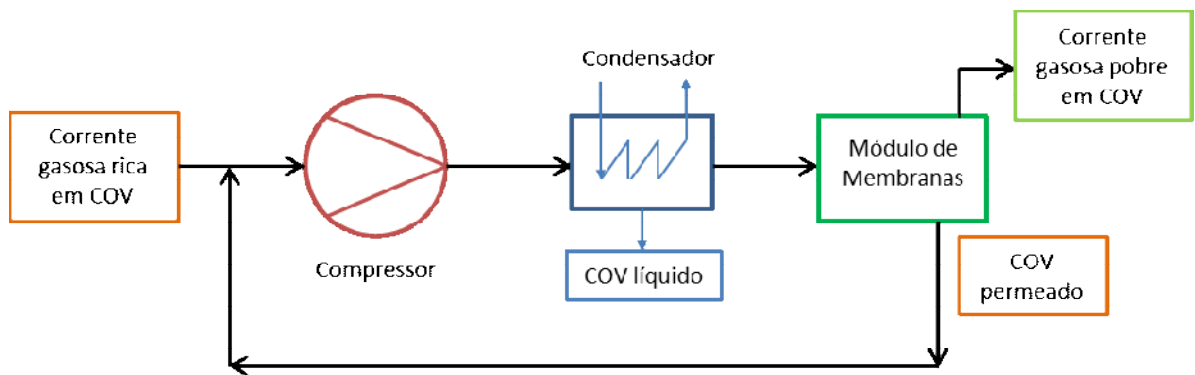 Corrente
gasosa rica
em COV
Compressor
Condensador
COV líquido
Módulo de
Membranas
Corrente
gasosa pobre
em COV
COV
permeado